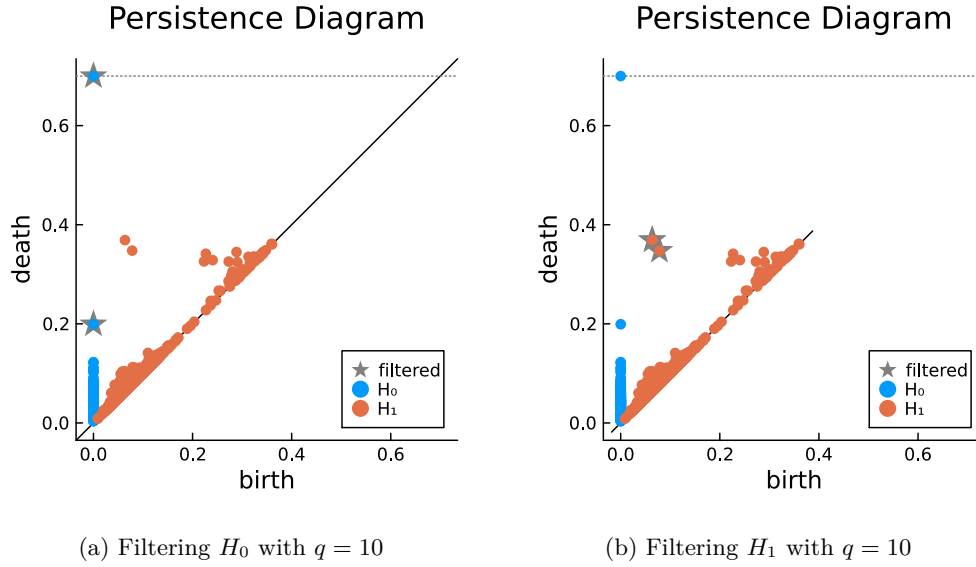 Persistence Diagram
death
0.6
0.4
0.2
0.0
0.0 0.2 0.4 0.6
birth
filtered
H₀
H₁
(a) Filtering H₀ with q = 10
Persistence Diagram
death
0.6
0.4
0.2
0.0
0.0 0.2 0.4 0.6
birth
filtered
H₀
H₁
(b) Filtering H₁ with q = 10